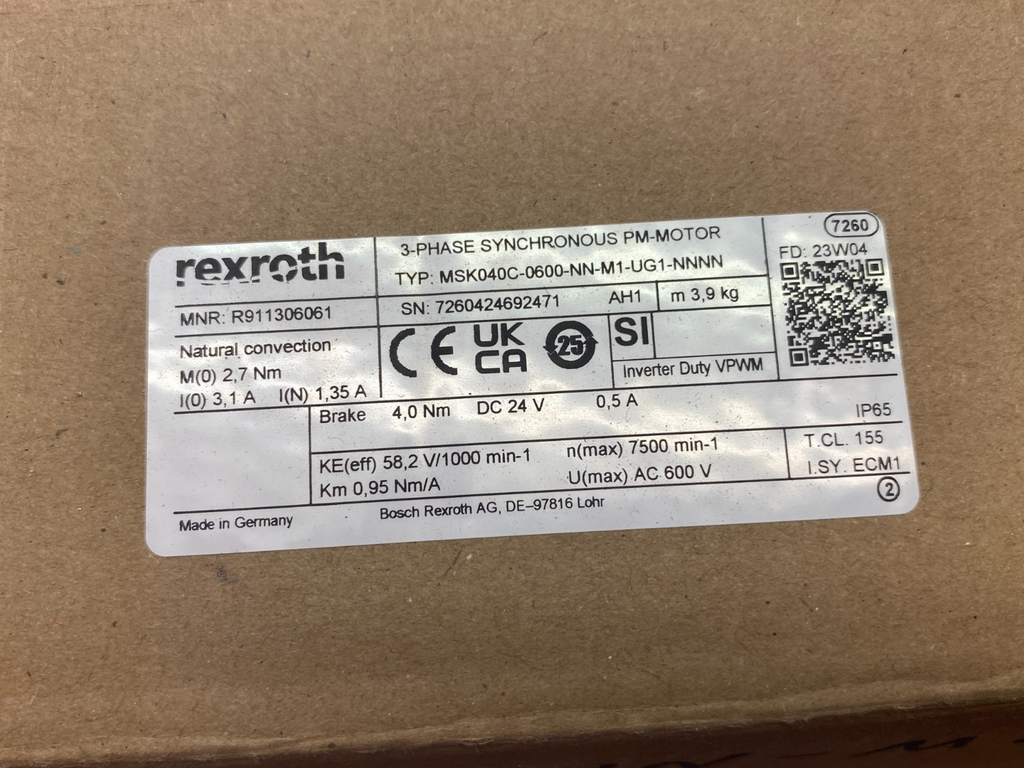 rexroth
3-PHASE SYNCHRONOUS PM-MOTOR
TYP: MSK040C-0600-NN-M1-UG1-NNNN
7260
FD: 23W04
MNR: R911306061
SN: 7260424692471 AH1 m 3,9 kg
Natural convection
M(0) 2,7 Nm
I(0) 3,1 A I(N) 1,35 A
CE UK
CA 25 SI
Inverter Duty VPWM
Brake 4,0 Nm DC 24 V 0,5 A IP65
KE(eff) 58,2 V/1000 min-1 n(max) 7500 min-1 T.CL. 155
Km 0,95 Nm/A U(max) AC 600 V I.SY. ECM1
Made in Germany Bosch Rexroth AG, DE-97816 Lohr 2